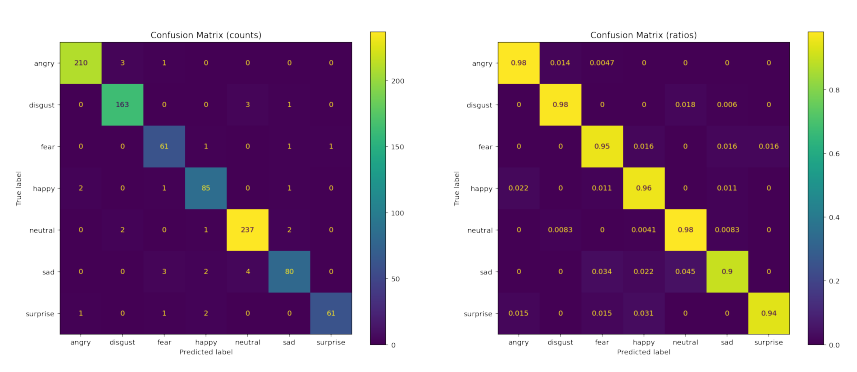 Confusion Matrix (counts)
angry 210 3 1 0 0 0 0
disgust 0 163 0 0 3 1 0
fear 0 0 61 1 0 1 1
happy 2 0 1 85 0 1 0
neutral 0 2 0 1 237 2 0
sad 0 0 3 2 4 80 0
surprise 1 0 1 2 0 0 61
angry disgust fear happy neutral sad surprise
Predicted label
True label
200
150
100
50
0
Confusion Matrix (ratios)
angry 0.98 0.014 0.0047 0 0 0 0
disgust 0 0.98 0 0 0.018 0.006 0
fear 0 0 0.95 0.016 0 0.016 0.016
happy 0.022 0 0.011 0.96 0 0.011 0
neutral 0 0.0083 0 0.0041 0.98 0.0083 0
sad 0 0 0.034 0.022 0.045 0.9 0
surprise 0.015 0 0.015 0.031 0 0 0.94
angry disgust fear happy neutral sad surprise
Predicted label
True label
0.8
0.6
0.4
0.2
0.0